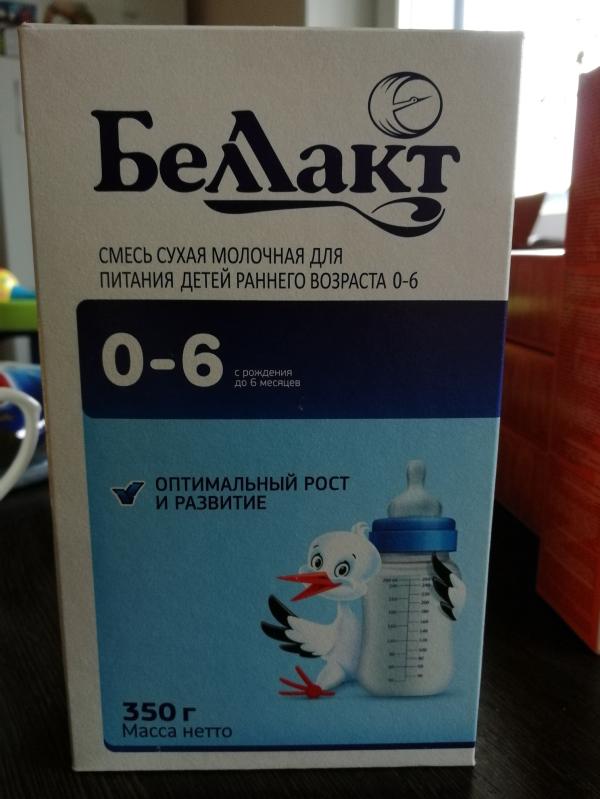 Беллакт
СМЕСЬ СУХАЯ МОЛОЧНАЯ ДЛЯ
ПИТАНИЯ ДЕТЕЙ РАННЕГО ВОЗРАСТА 0-6
0-6
с рождения
до 6 месяцев
ОПТИМАЛЬНЫЙ РОСТ
И РАЗВИТИЕ
350 г
Масса нетто